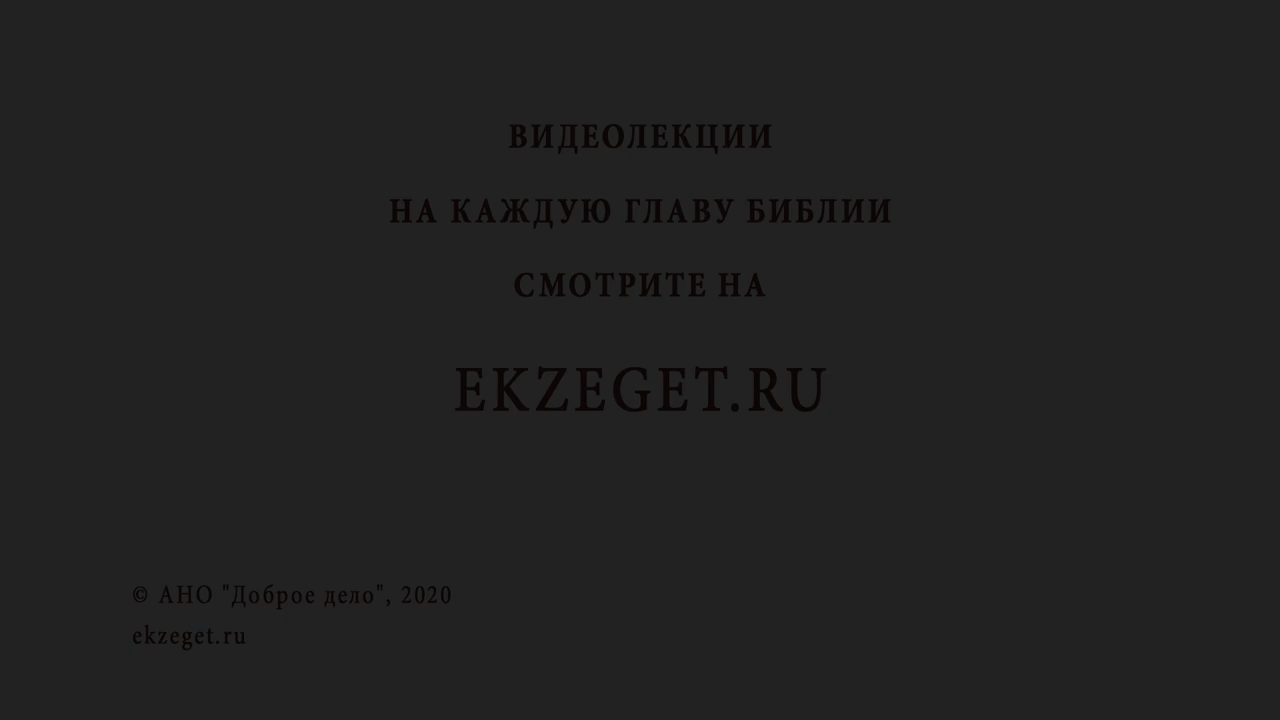 ВИДЕОЛЕКЦИИ
НА КАЖДУЮ ГЛАВУ БИБЛИИ
СМОТРИТЕ НА
EKZEGET.RU
© АНО "Доброе дело", 2020
ekzeget.ru